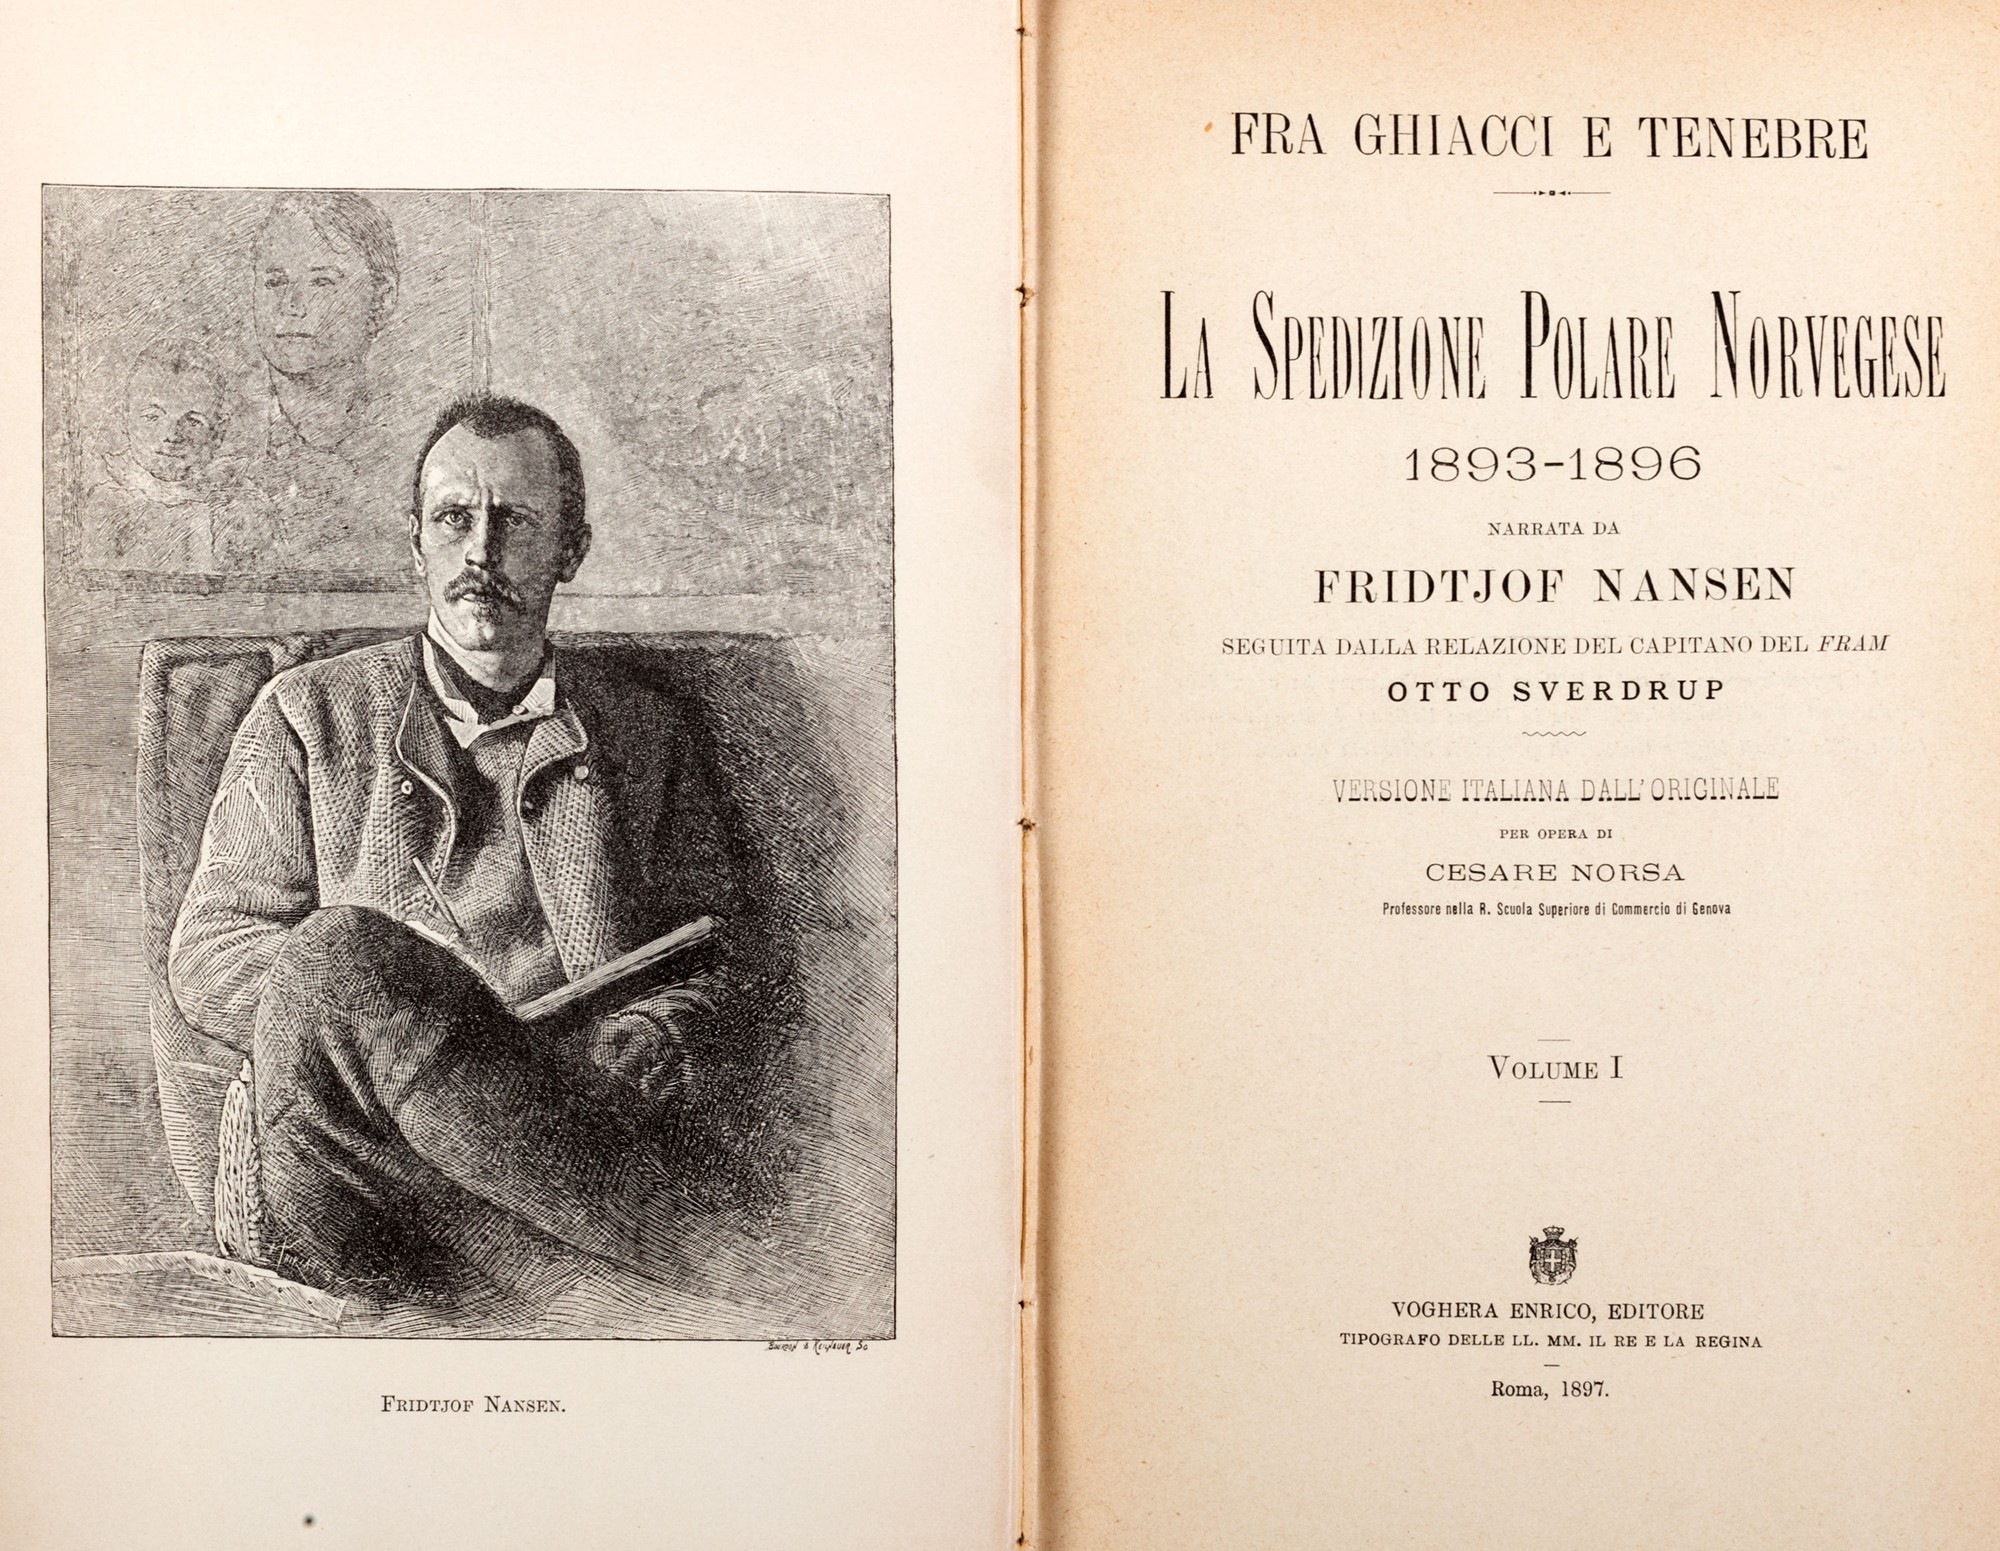 FRIDTJOF NANSEN.
FRA GHIACCI E TENEBRE
LA SPEDIZIONE POLARE NORVEGESE
1893-1896
NARRATA DA
FRIDTJOF NANSEN
SEGUITA DALLA RELAZIONE DEL CAPITANO DEL FRAM
OTTO SVERDRUP
VERSIONE ITALIANA DALL'ORIGINALE
PER OPERA DI
CESARE NORSA
Professore nella R. Scuola Superiore di Commercio di Genova
VOLUME I
VOGHERA ENRICO, EDITORE
TIPOGRAFO DELLE LL. MM. IL RE E LA REGINA
Roma, 1897.